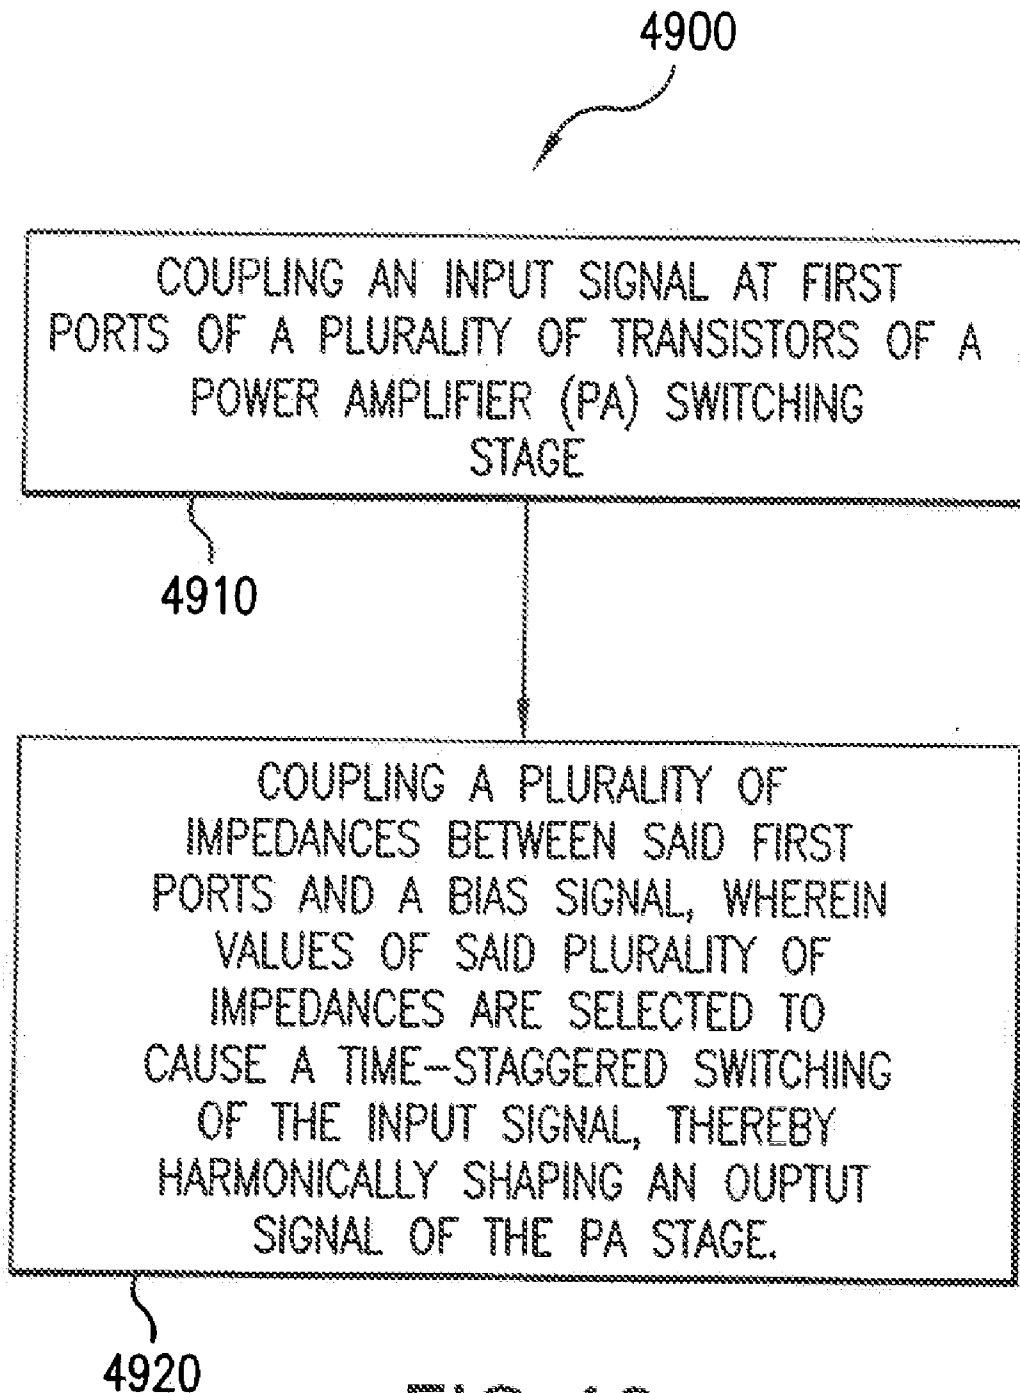 4900
COUPLING AN INPUT SIGNAL AT FIRST
PORTS OF A PLURALITY OF TRANSISTORS OF A
POWER AMPLIFIER (PA) SWITCHING
STAGE
4910
COUPLING A PLURALITY OF
IMPEDANCES BETWEEN SAID FIRST
PORTS AND A BIAS SIGNAL, WHEREIN
VALUES OF SAID PLURALITY OF
IMPEDANCES ARE SELECTED TO
CAUSE A TIME-STAGGERED SWITCHING
OF THE INPUT SIGNAL, THEREBY
HARMONICALLY SHAPING AN OUPTUT
SIGNAL OF THE PA STAGE.
4920